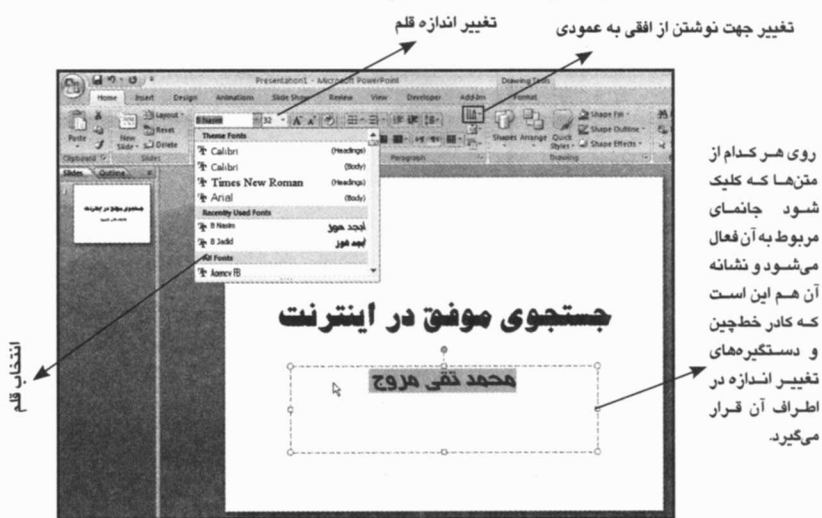 تغییر اندازه قلم
تغییر جهت نوشتن از افقی به عمودی
Presentation1 - Microsoft PowerPoint
Drawing Tools
Home Insert Design Animations Slide Show Review View Developer Add-Ins Format
Paste
New Slide
Layout
Reset
Delete
B Nasim
32
Shapes Arrange Quick Styles
Shape Fill
Shape Outline
Shape Effects
Clipboard Slides Paragraph Drawing
Slides Outline
Theme Fonts
Calibri (Headings)
Calibri (Body)
Times New Roman (Headings)
Arial (Body)
Recently Used Fonts
B Nasim ابجد هوز
B Jadid ابجد هوز
All Fonts
Agency FB
جستجوی موفق در اینترنت
جستجوی موفق در اینترنت
محمد تقی مروج
انتخاب قلم
روی هر کدام از
متن‌ها که کلیک
شود جانمای
مربوط به آن فعال
می‌شود و نشانه
آن هم این است
که کادر خط‌چین
و دستگیره‌های
تغییر اندازه در
اطراف آن قرار
می‌گیرد.